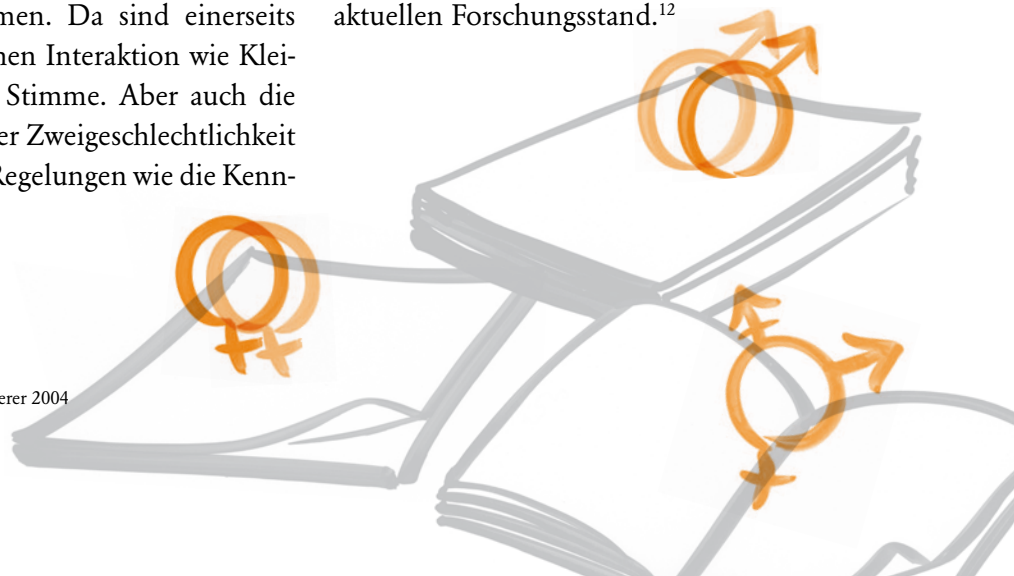 men. Da sind einerseits
nen Interaktion wie Klei-
Stimme. Aber auch die
er Zweigeschlechtlichkeit
Regelungen wie die Kenn-
erer 2004
aktuellen Forschungsstand.¹²